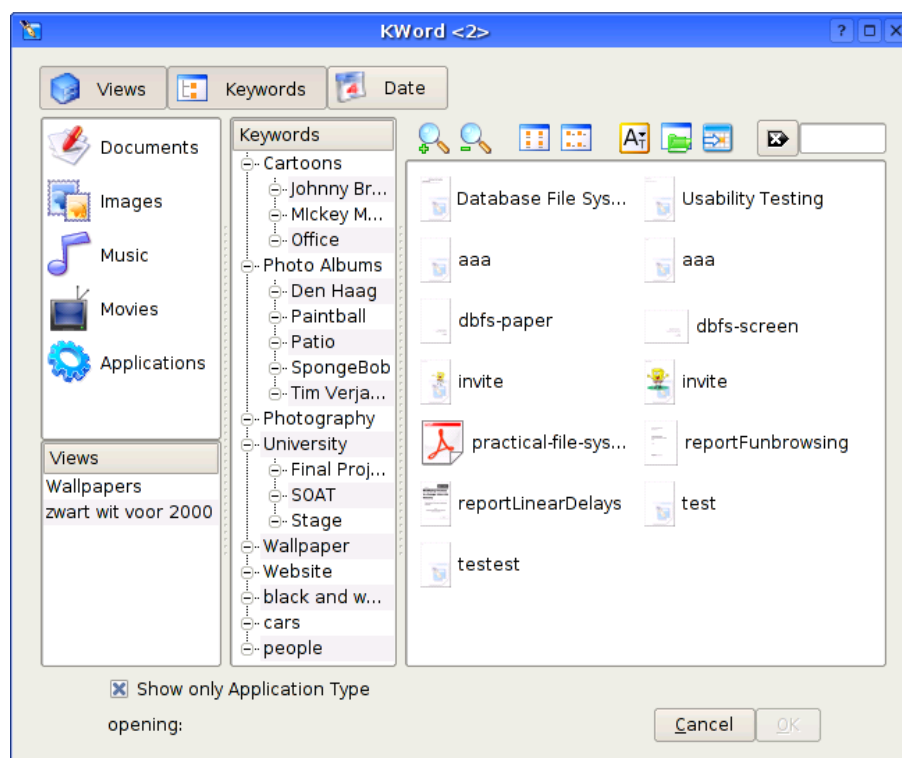 KWord <2>
Views
Keywords
Date
Documents
Images
Music
Movies
Applications
Views
Wallpapers
zwart wit voor 2000
Keywords
Cartoons
Johnny Br...
MIckey M...
Office
Photo Albums
Den Haag
Paintball
Patio
SpongeBob
Tim Verja...
Photography
University
Final Proj...
SOAT
Stage
Wallpaper
Website
black and w...
cars
people
Database File Sys...
Usability Testing
aaa
aaa
dbfs-paper
dbfs-screen
invite
invite
practical-file-sys...
reportFunbrowsing
reportLinearDelays
test
testest
Show only Application Type
opening:
Cancel
OK